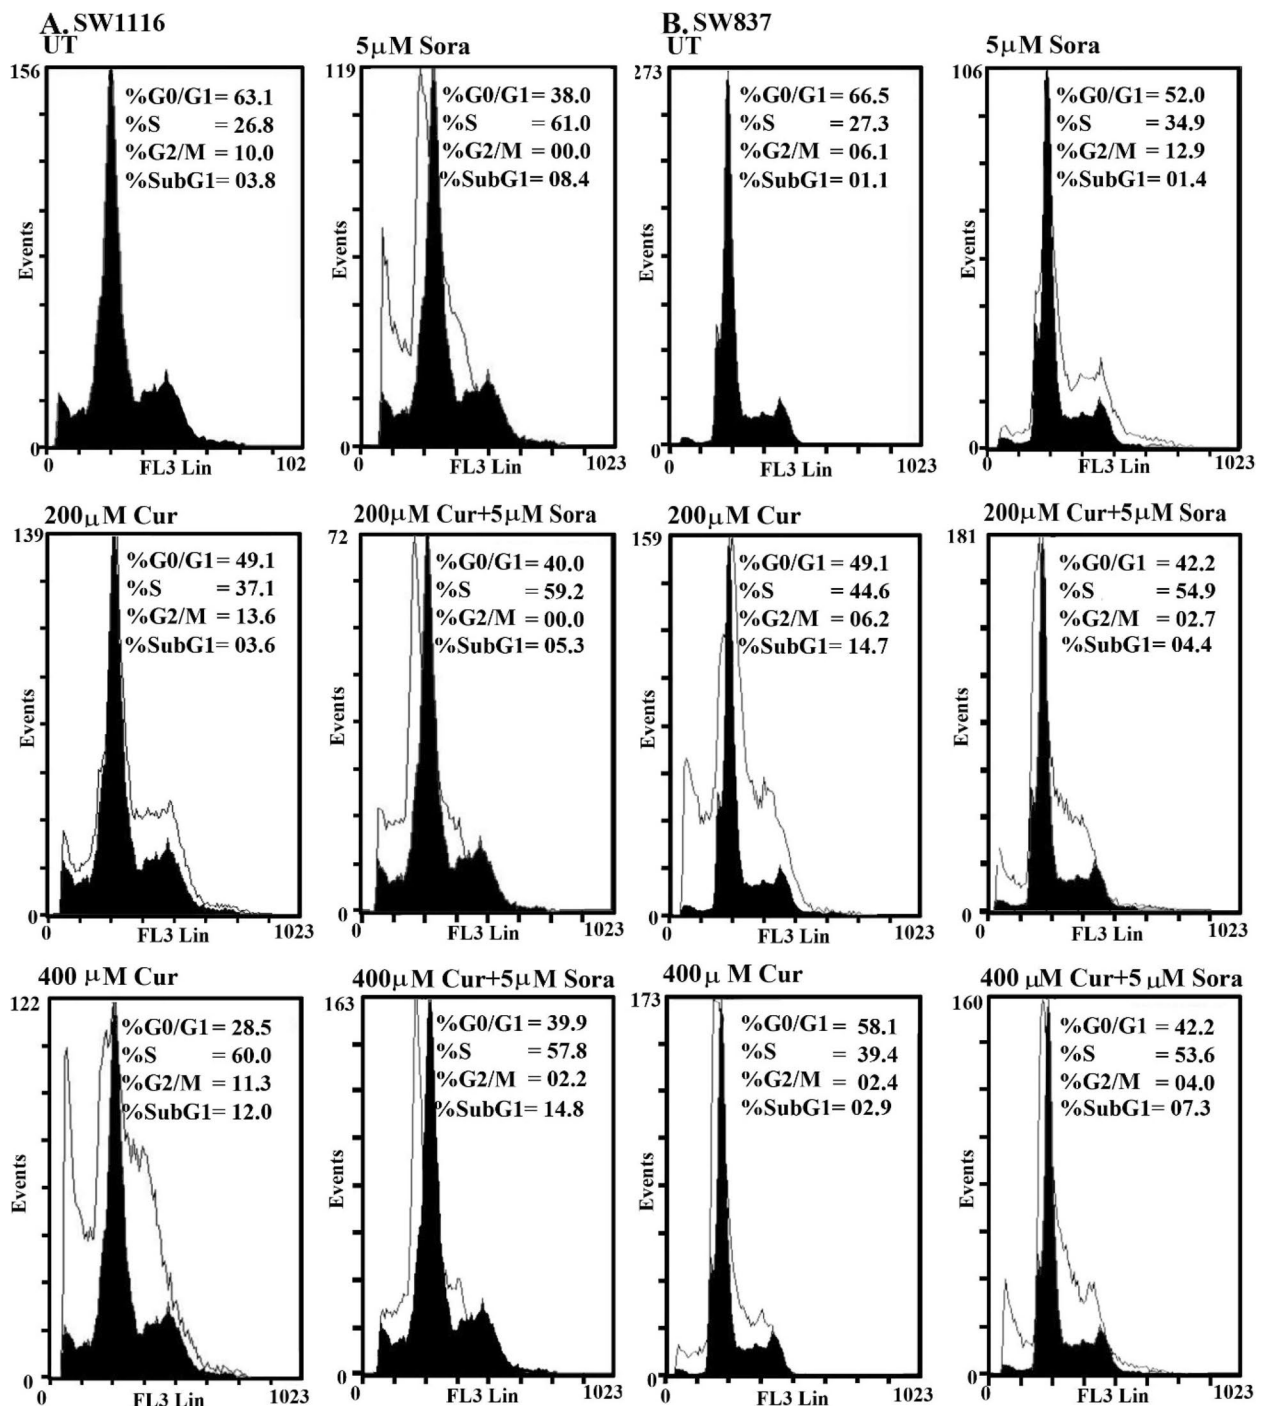 A. SW1116
UT
156
%G0/G1= 63.1
%S = 26.8
%G2/M = 10.0
%SubG1= 03.8
Events
0
0
FL3 Lin
102
5μM Sora
119
%G0/G1= 38.0
%S = 61.0
%G2/M = 00.0
%SubG1= 08.4
Events
0
0
FL3 Lin
1023
B. SW837
UT
273
%G0/G1= 66.5
%S = 27.3
%G2/M = 06.1
%SubG1= 01.1
Events
0
0
FL3 Lin
1023
5μM Sora
106
%G0/G1= 52.0
%S = 34.9
%G2/M = 12.9
%SubG1= 01.4
Events
0
0
FL3 Lin
1023
200μM Cur
139
%G0/G1= 49.1
%S = 37.1
%G2/M = 13.6
%SubG1= 03.6
Events
0
0
FL3 Lin
1023
200μM Cur+5μM Sora
72
%G0/G1= 40.0
%S = 59.2
%G2/M = 00.0
%SubG1= 05.3
Events
0
0
FL3 Lin
1023
200μM Cur
159
%G0/G1= 49.1
%S = 44.6
%G2/M = 06.2
%SubG1= 14.7
Events
0
0
FL3 Lin
1023
200μM Cur+5μM Sora
181
%G0/G1 = 42.2
%S = 54.9
%G2/M = 02.7
%SubG1= 04.4
Events
0
0
FL3 Lin
1023
400 μM Cur
122
%G0/G1= 28.5
%S = 60.0
%G2/M = 11.3
%SubG1= 12.0
Events
0
0
FL3 Lin
1023
400μM Cur+5μM Sora
163
%G0/G1= 39.9
%S = 57.8
%G2/M = 02.2
%SubG1= 14.8
Events
0
0
FL3 Lin
1023
400μ M Cur
173
%G0/G1= 58.1
%S = 39.4
%G2/M = 02.4
%SubG1= 02.9
Events
0
0
FL3 Lin
1023
400 μM Cur+5 μM Sora
160
%G0/G1 = 42.2
%S = 53.6
%G2/M = 04.0
%SubG1= 07.3
Events
0
0
FL3 Lin
1023